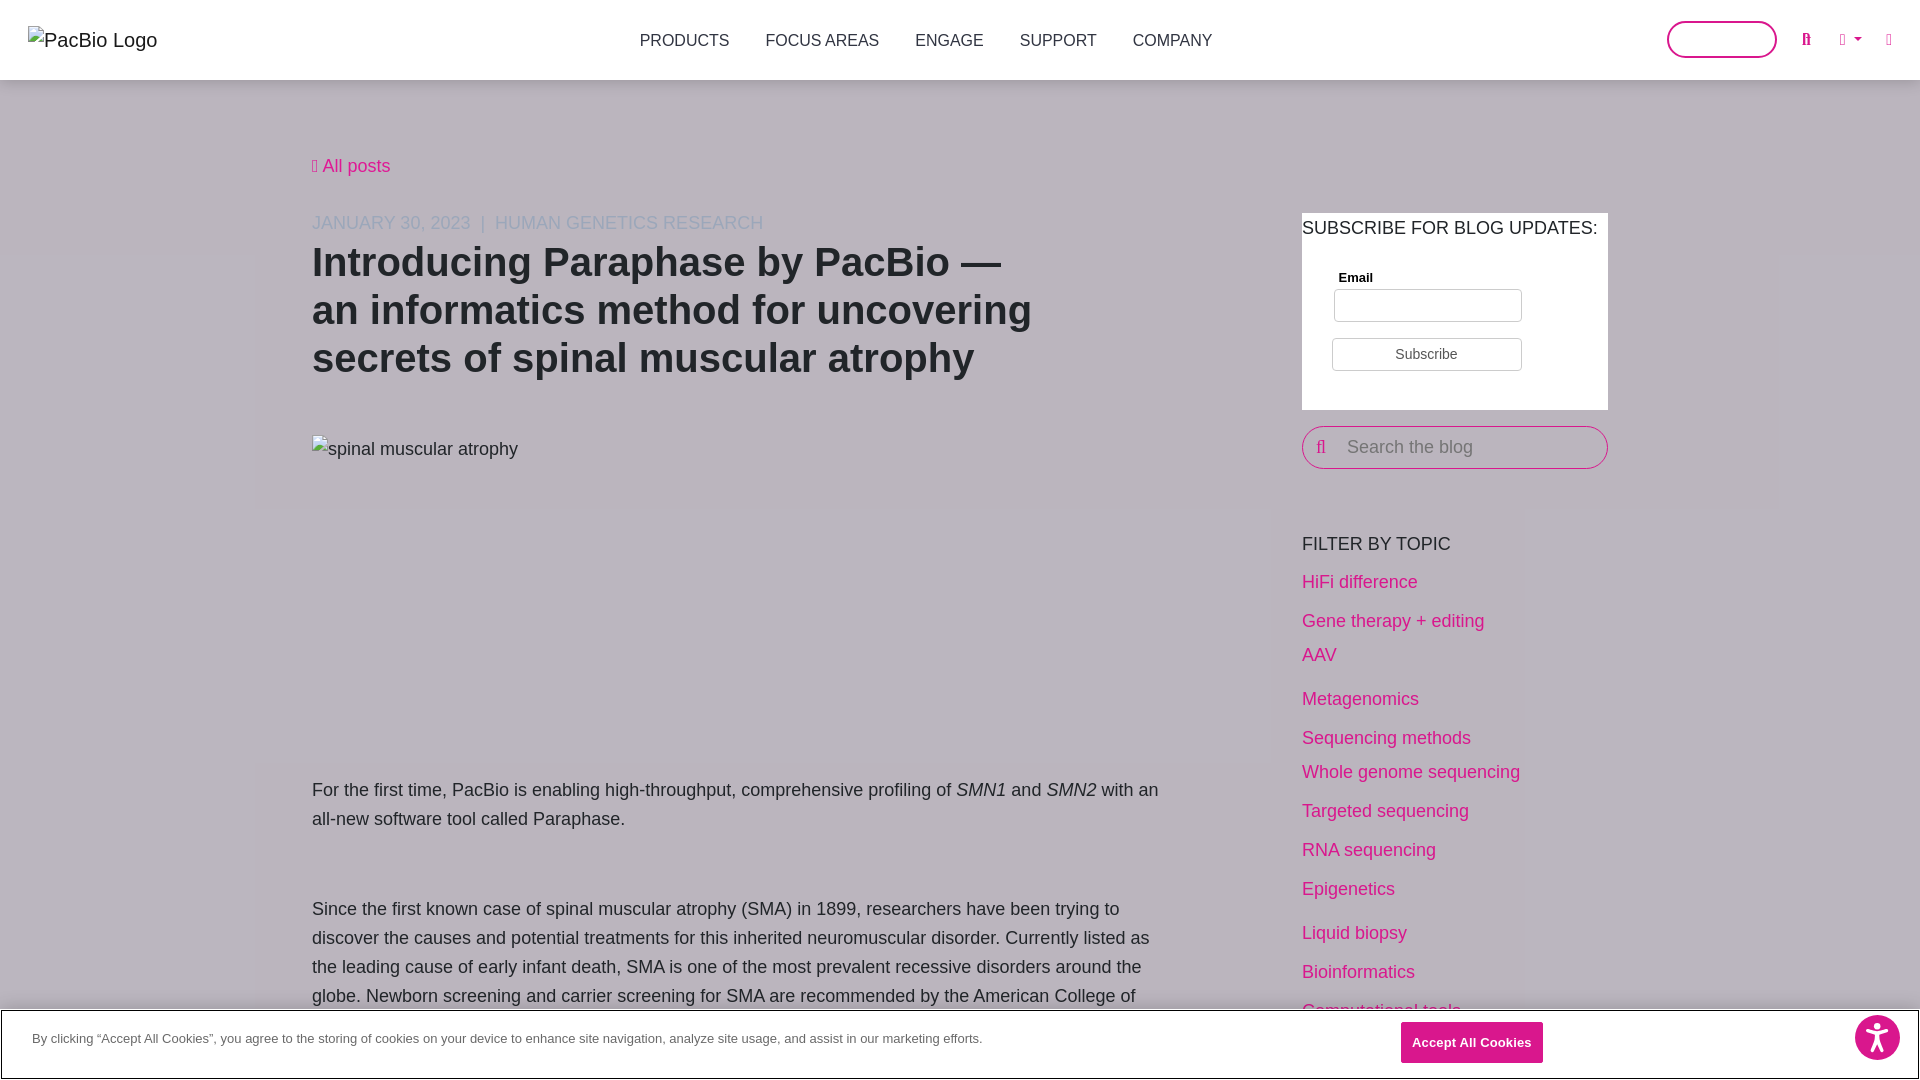 PacBio Logo
PRODUCTS
FOCUS AREAS
ENGAGE
SUPPORT
COMPANY
All posts
JANUARY 30, 2023 | HUMAN GENETICS RESEARCH
Introducing Paraphase by PacBio —
an informatics method for uncovering
secrets of spinal muscular atrophy
spinal muscular atrophy
For the first time, PacBio is enabling high-throughput, comprehensive profiling of SMN1 and SMN2 with an
all-new software tool called Paraphase.
Since the first known case of spinal muscular atrophy (SMA) in 1899, researchers have been trying to
discover the causes and potential treatments for this inherited neuromuscular disorder. Currently listed as
the leading cause of early infant death, SMA is one of the most prevalent recessive disorders around the
globe. Newborn screening and carrier screening for SMA are recommended by the American College of
SUBSCRIBE FOR BLOG UPDATES:
Email
Subscribe
Search the blog
FILTER BY TOPIC
HiFi difference
Gene therapy + editing
AAV
Metagenomics
Sequencing methods
Whole genome sequencing
Targeted sequencing
RNA sequencing
Epigenetics
Liquid biopsy
Bioinformatics
Computational tools
By clicking “Accept All Cookies”, you agree to the storing of cookies on your device to enhance site navigation, analyze site usage, and assist in our marketing efforts.
Accept All Cookies